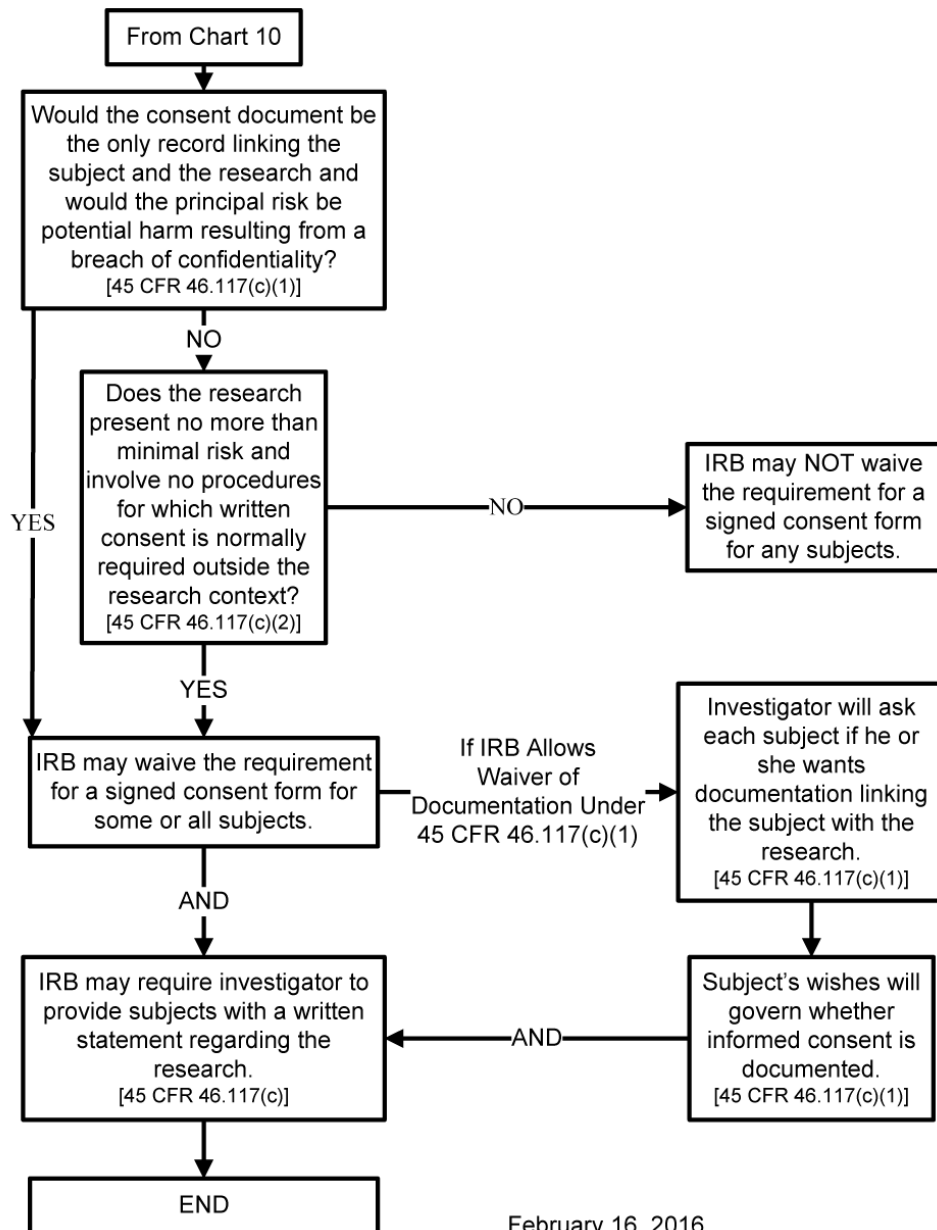 From Chart 10
Would the consent document be
the only record linking the
subject and the research and
would the principal risk be
potential harm resulting from a
breach of confidentiality?
[45 CFR 46.117(c)(1)]
NO
YES
Does the research
present no more than
minimal risk and
involve no procedures
for which written
consent is normally
required outside the
research context?
[45 CFR 46.117(c)(2)]
NO
IRB may NOT waive
the requirement for a
signed consent form
for any subjects.
YES
IRB may waive the requirement
for a signed consent form for
some or all subjects.
If IRB Allows
Waiver of
Documentation Under
45 CFR 46.117(c)(1)
Investigator will ask
each subject if he or
she wants
documentation linking
the subject with the
research.
[45 CFR 46.117(c)(1)]
AND
IRB may require investigator to
provide subjects with a written
statement regarding the
research.
[45 CFR 46.117(c)]
AND
Subject's wishes will
govern whether
informed consent is
documented.
[45 CFR 46.117(c)(1)]
END
February 16, 2016